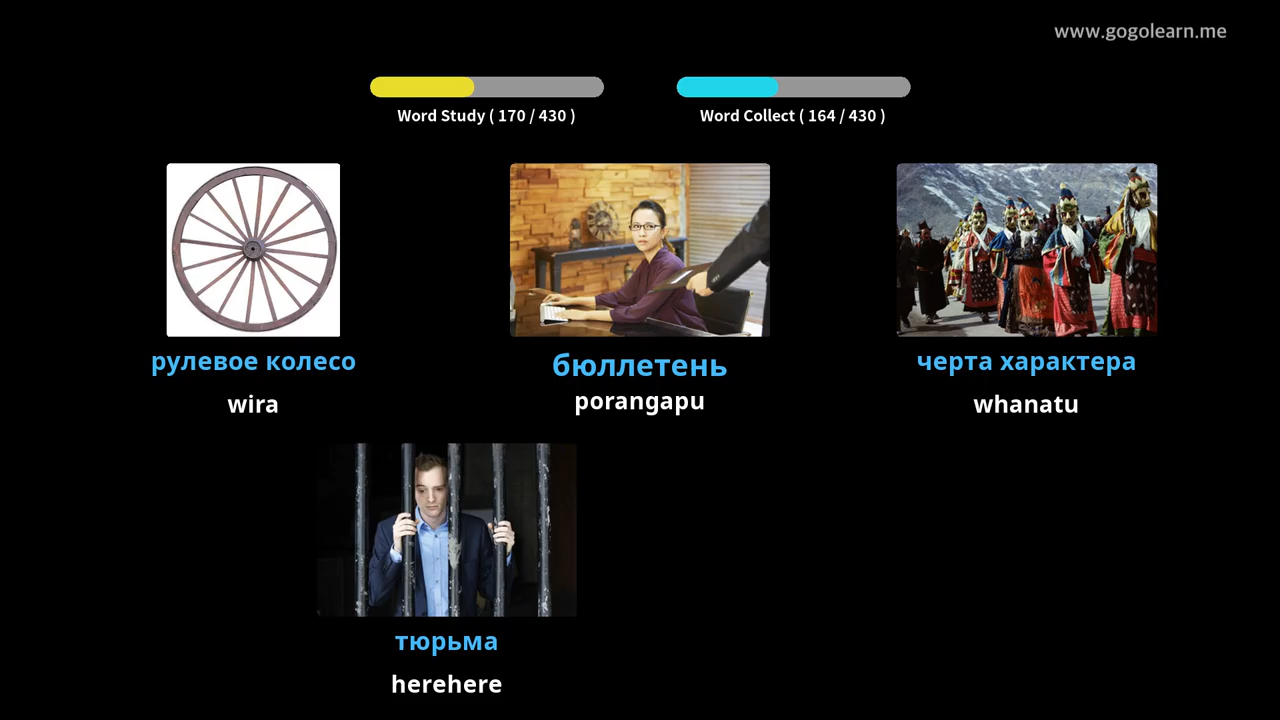 www.gogolearn.me
Word Study ( 170 / 430 )
Word Collect ( 164 / 430 )
рулевое колесо
wira
бюллетень
porangapu
черта характера
whanatu
тюрьма
herehere